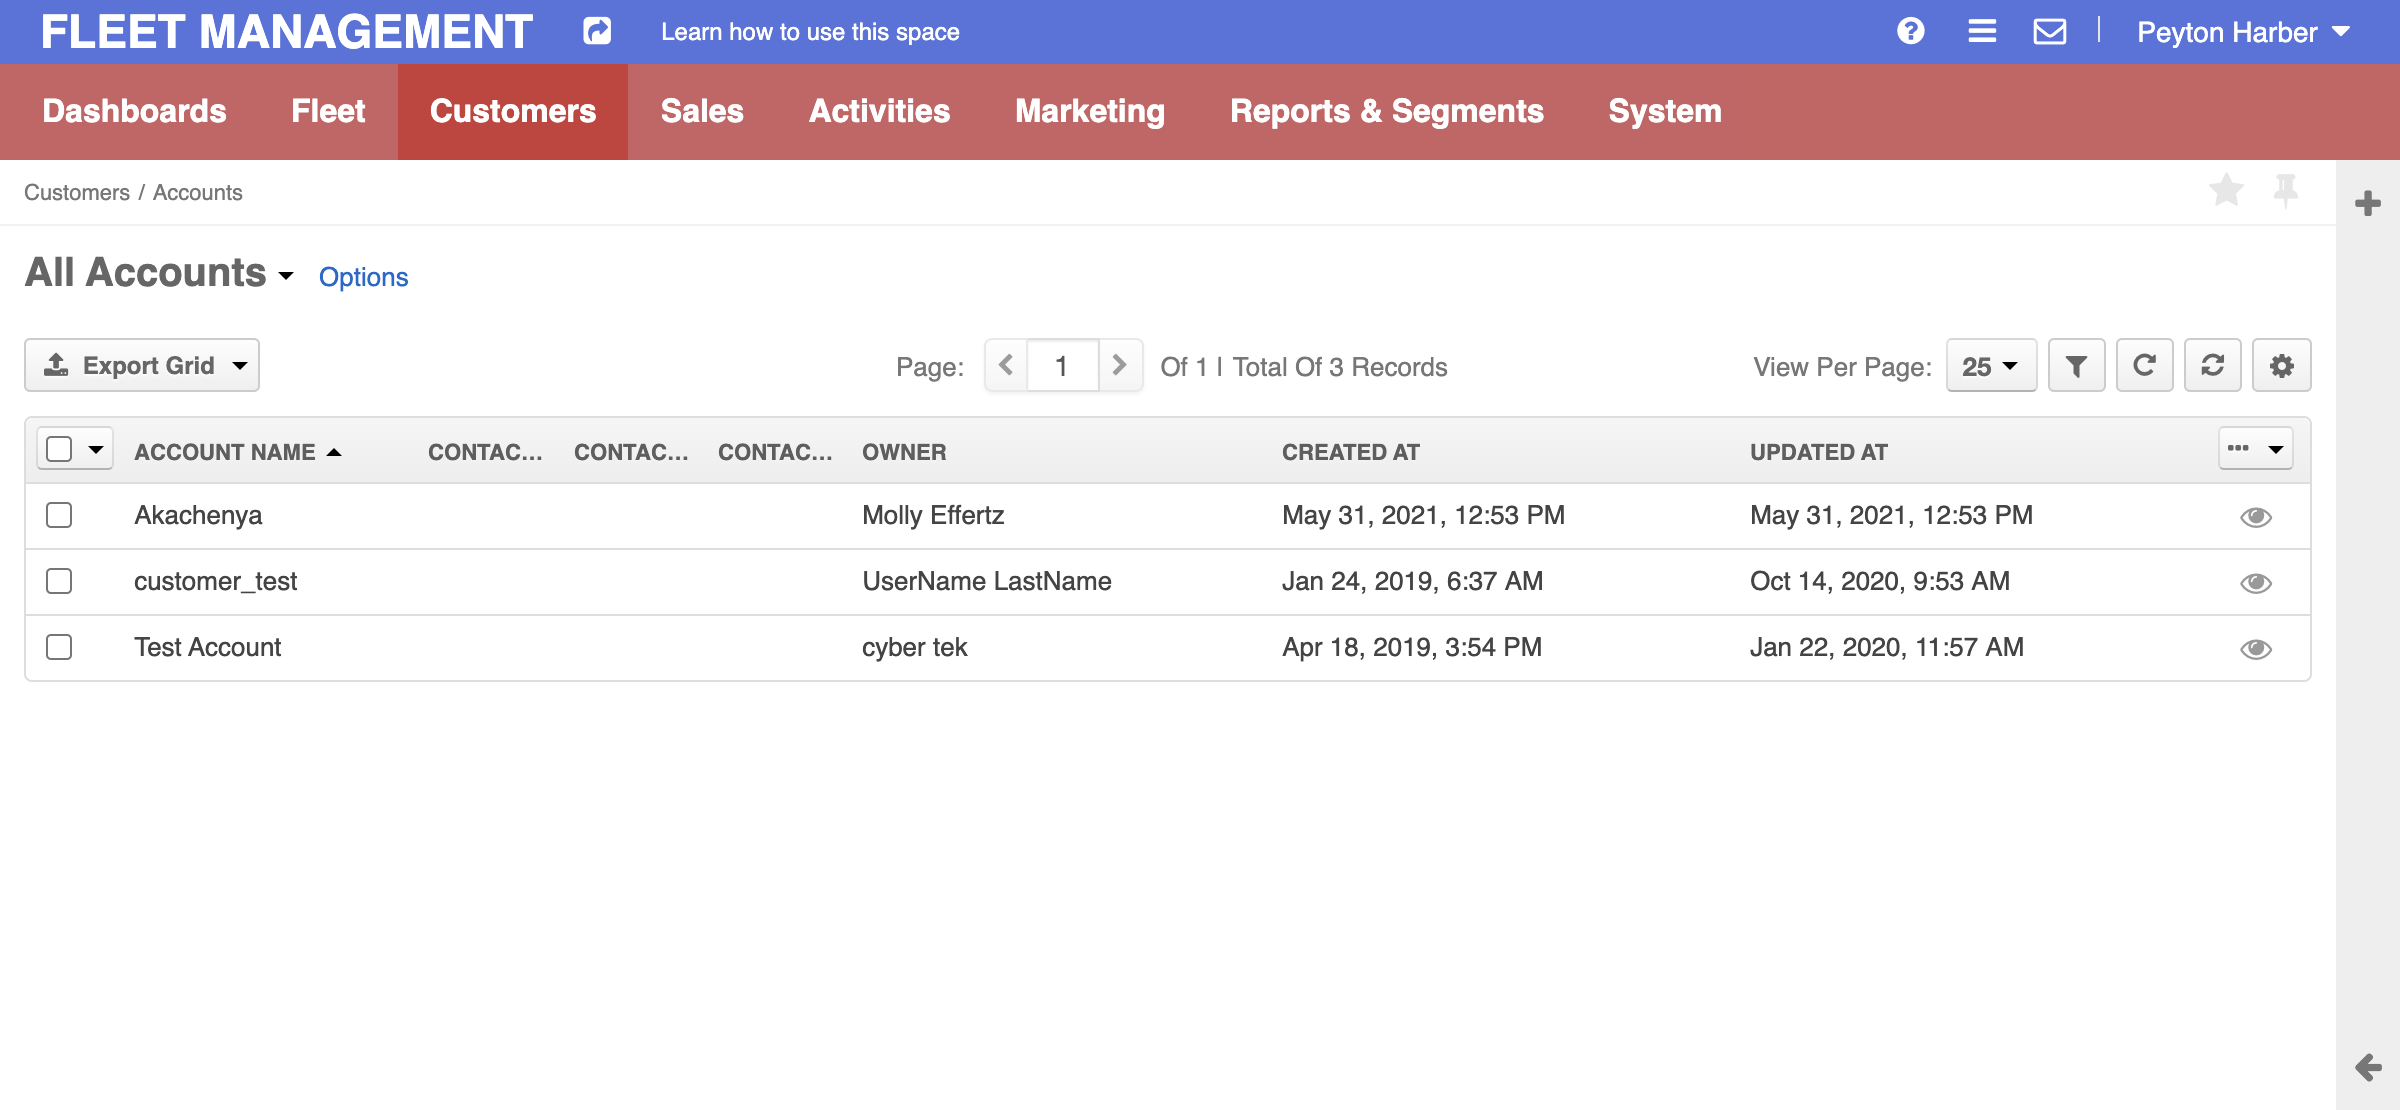 FLEET MANAGEMENT Learn how to use this space Peyton Harber
Dashboards Fleet Customers Sales Activities Marketing Reports & Segments System
Customers / Accounts
All Accounts Options
Export Grid Page: 1 Of 1 | Total Of 3 Records View Per Page: 25
ACCOUNT NAME CONTAC... CONTAC... CONTAC... OWNER CREATED AT UPDATED AT
Akachenya Molly Effertz May 31, 2021, 12:53 PM May 31, 2021, 12:53 PM
customer_test UserName LastName Jan 24, 2019, 6:37 AM Oct 14, 2020, 9:53 AM
Test Account cyber tek Apr 18, 2019, 3:54 PM Jan 22, 2020, 11:57 AM